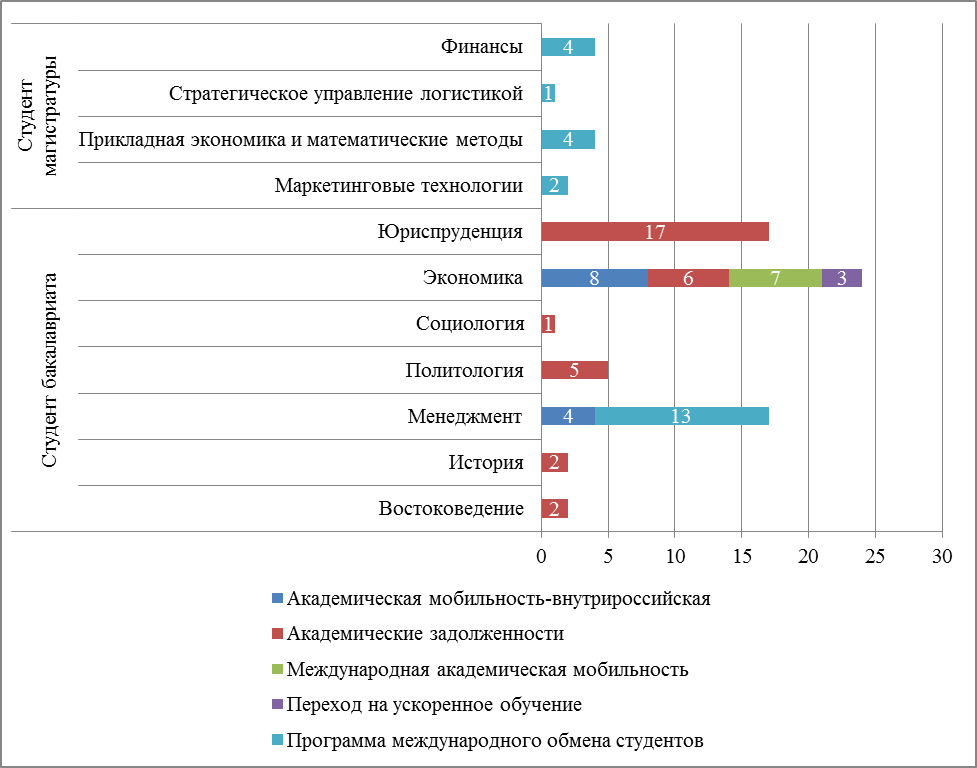 Студент магистратуры
Финансы 4
Стратегическое управление логистикой 1
Прикладная экономика и математические методы 4
Маркетинговые технологии 2
Студент бакалавриата
Юриспруденция 17
Экономика 8 6 7 3
Социология 1
Политология 5
Менеджмент 4 13
История 2
Востоковедение 2
0 5 10 15 20 25 30
Академическая мобильность-внутрироссийская
Академические задолженности
Международная академическая мобильность
Переход на ускоренное обучение
Программа международного обмена студентов